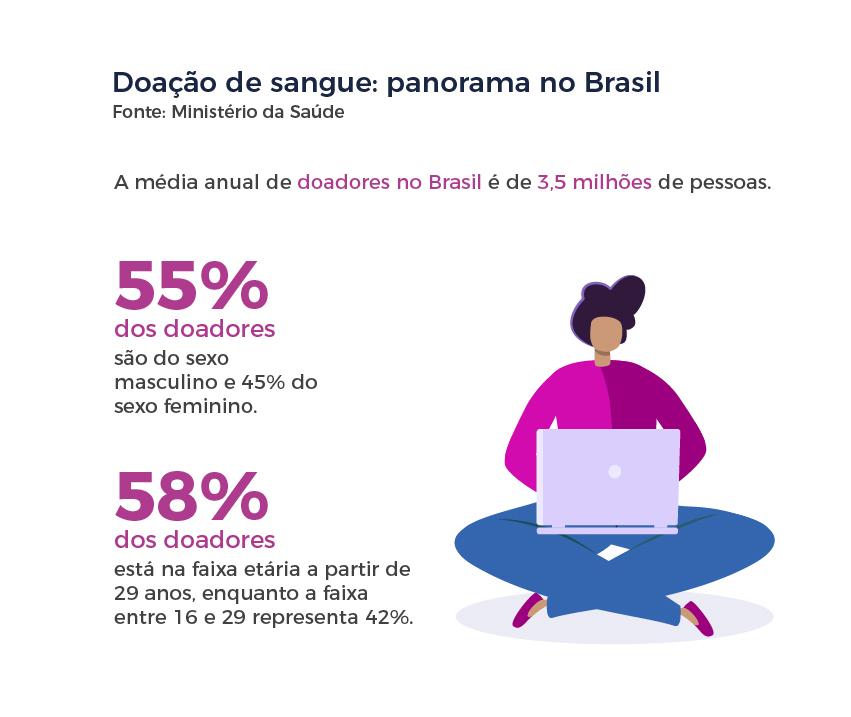 Doação de sangue: panorama no Brasil
Fonte: Ministério da Saúde
A média anual de doadores no Brasil é de 3,5 milhões de pessoas.
55%
dos doadores
são do sexo
masculino e 45% do
sexo feminino.
58%
dos doadores
está na faixa etária a partir de
29 anos, enquanto a faixa
entre 16 e 29 representa 42%.